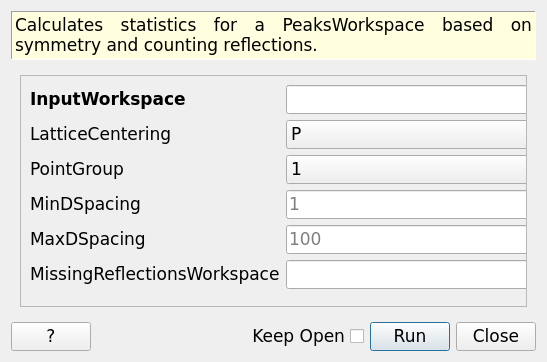 Calculates statistics for a PeaksWorkspace based on
symmetry and counting reflections.
InputWorkspace
LatticeCentering P
PointGroup 1
MinDSpacing 1
MaxDSpacing 100
MissingReflectionsWorkspace
? Keep Open Run Close